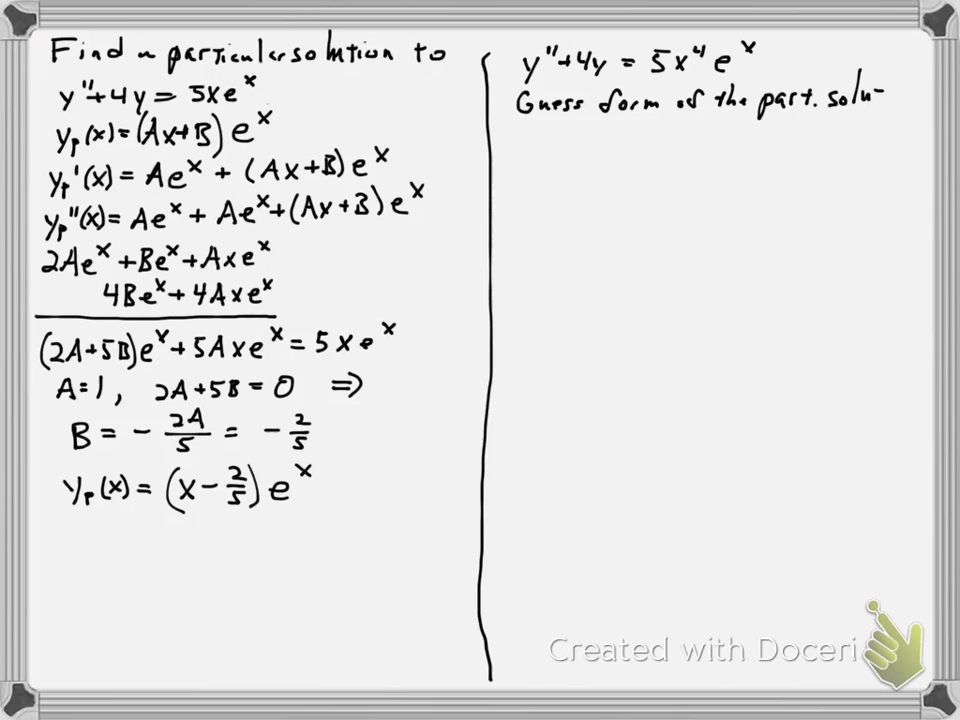 Find a particular solution to
y"+4y = 5xe^x
y_p(x) = (Ax+B) e^x
y_p'(x) = Ae^x + (Ax+B) e^x
y_p"(x) = Ae^x + Ae^x + (Ax+B) e^x
2Ae^x + Be^x + Axe^x
4Be^x + 4Axe^x
(2A+5B)e^x + 5Axe^x = 5xe^x
A=1, 2A+5B = 0 ⇒
B = - 2A/5 = - 2/5
y_p(x) = (x - 2/5) e^x
y"+4y = 5x^4 e^x
Guess form of the part. solu-
Created with Doceri